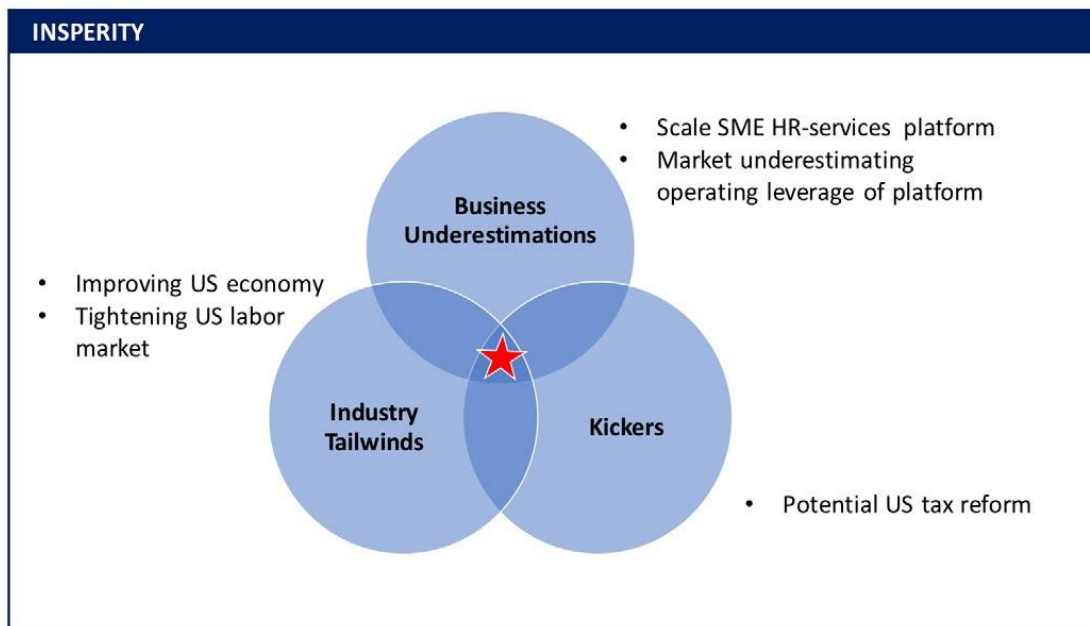 INSPERITY
• Scale SME HR-services platform
• Market underestimating
operating leverage of platform
Business
Underestimations
• Improving US economy
• Tightening US labor
market
Industry
Tailwinds
Kickers
• Potential US tax reform